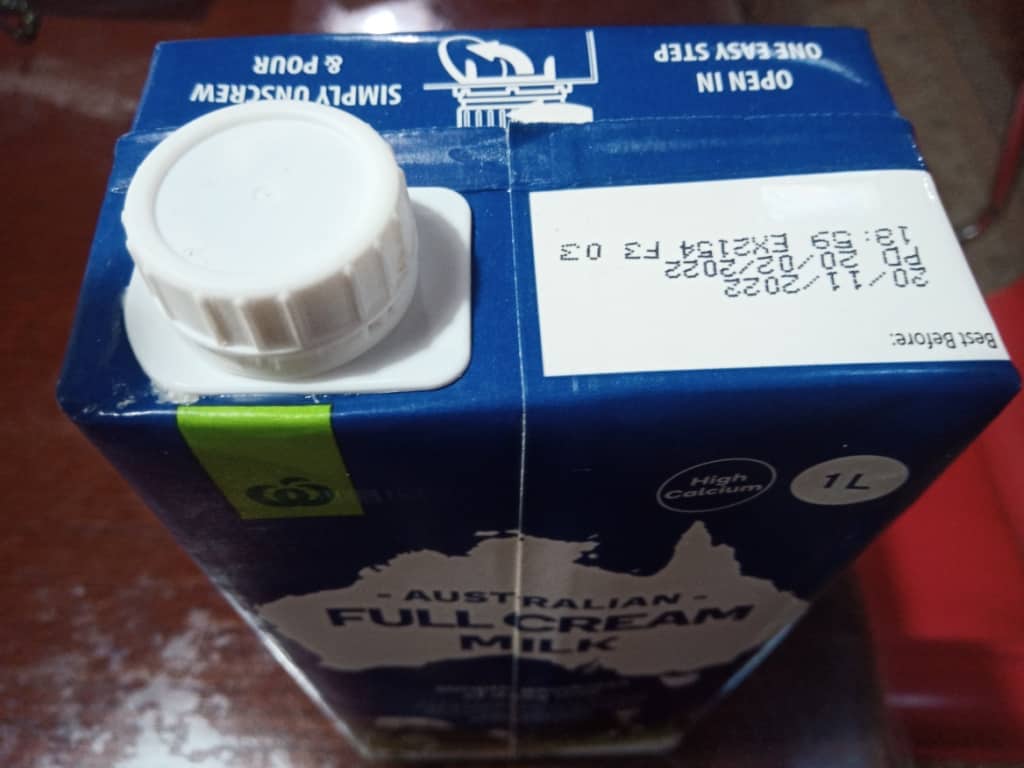 SIMPLY UNSCREW
& POUR
OPEN IN
ONE EASY STEP
Best Before:
20/11/2022
PD 20/02/2022
13:59 EX2154 F3 03
High
Calcium
1L
- AUSTRALIAN -
FULL CREAM
MILK